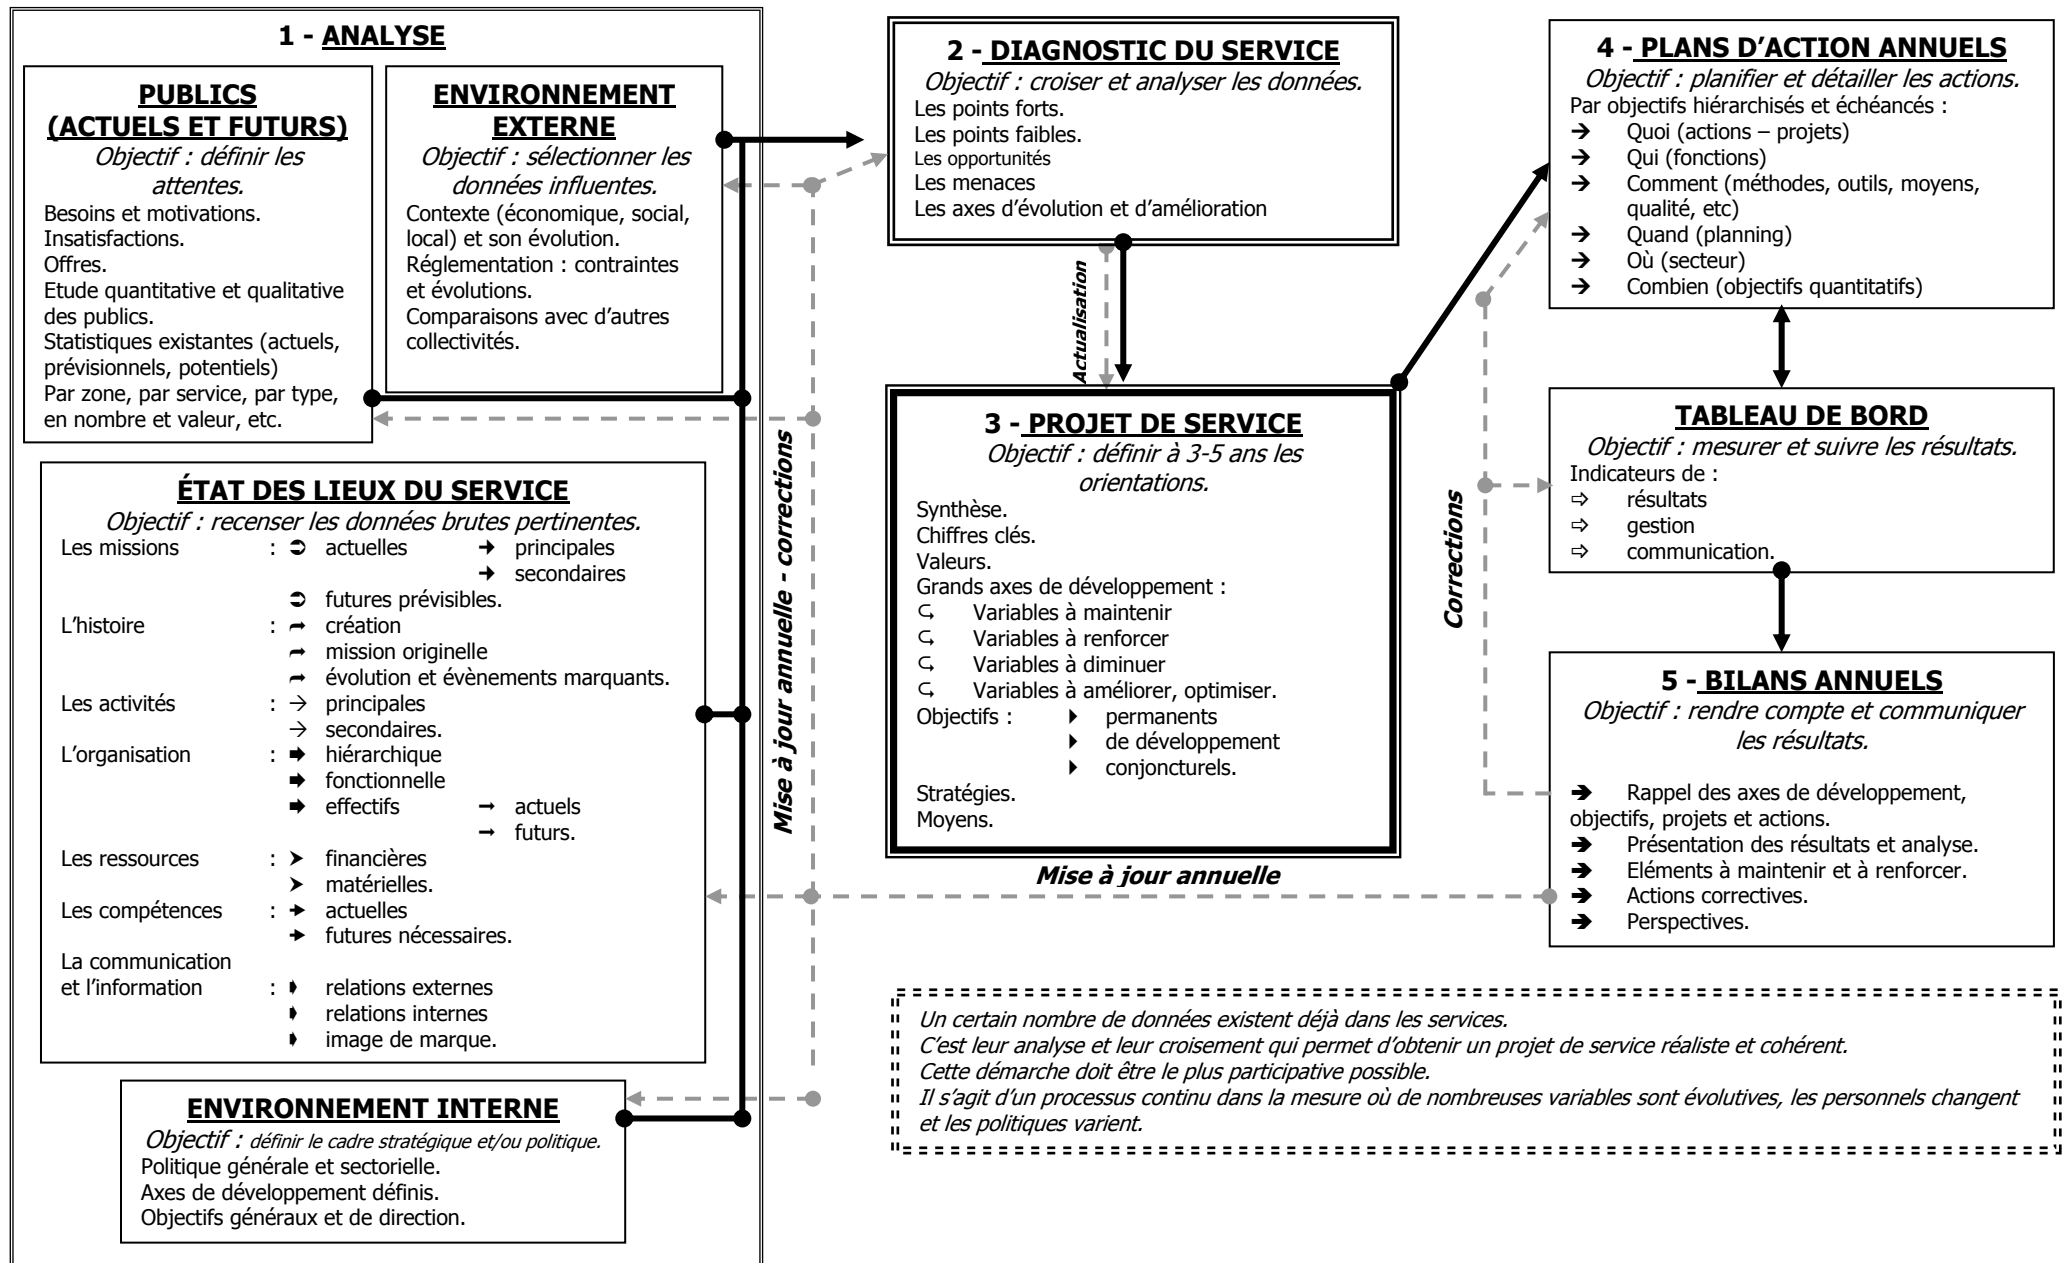 1 - ANALYSE
PUBLICS
(ACTUELS ET FUTURS)
Objectif : définir les
attentes.
Besoins et motivations.
Insatisfactions.
Offres.
Etude quantitative et qualitative
des publics.
Statistiques existantes (actuels,
prévisionnels, potentiels)
Par zone, par service, par type,
en nombre et valeur, etc.
ENVIRONNEMENT
EXTERNE
Objectif : sélectionner les
données influentes.
Contexte (économique, social,
local) et son évolution.
Réglementation : contraintes
et évolutions.
Comparaisons avec d'autres
collectivités.
ÉTAT DES LIEUX DU SERVICE
Objectif : recenser les données brutes pertinentes.
Les missions : ➲ actuelles ➔ principales
➔ secondaires
➲ futures prévisibles.
L'histoire : ➦ création
➦ mission originelle
➦ évolution et évènements marquants.
Les activités : → principales
→ secondaires.
L'organisation : ➡ hiérarchique
➡ fonctionnelle
➡ effectifs → actuels
→ futurs.
Les ressources : ➤ financières
➤ matérielles.
Les compétences : ➔ actuelles
➔ futures nécessaires.
La communication
et l'information : ➧ relations externes
➧ relations internes
➧ image de marque.
ENVIRONNEMENT INTERNE
Objectif : définir le cadre stratégique et/ou politique.
Politique générale et sectorielle.
Axes de développement définis.
Objectifs généraux et de direction.
Mise à jour annuelle - corrections
2 - DIAGNOSTIC DU SERVICE
Objectif : croiser et analyser les données.
Les points forts.
Les points faibles.
Les opportunités
Les menaces
Les axes d'évolution et d'amélioration
Actualisation
3 - PROJET DE SERVICE
Objectif : définir à 3-5 ans les
orientations.
Synthèse.
Chiffres clés.
Valeurs.
Grands axes de développement :
⮎ Variables à maintenir
⮎ Variables à renforcer
⮎ Variables à diminuer
⮎ Variables à améliorer, optimiser.
Objectifs : ▶ permanents
▶ de développement
▶ conjoncturels.
Stratégies.
Moyens.
Mise à jour annuelle
4 - PLANS D'ACTION ANNUELS
Objectif : planifier et détailler les actions.
Par objectifs hiérarchisés et échéancés :
➔ Quoi (actions – projets)
➔ Qui (fonctions)
➔ Comment (méthodes, outils, moyens,
qualité, etc)
➔ Quand (planning)
➔ Où (secteur)
➔ Combien (objectifs quantitatifs)
TABLEAU DE BORD
Objectif : mesurer et suivre les résultats.
Indicateurs de :
⇨ résultats
⇨ gestion
⇨ communication.
Corrections
5 - BILANS ANNUELS
Objectif : rendre compte et communiquer
les résultats.
➔ Rappel des axes de développement,
objectifs, projets et actions.
➔ Présentation des résultats et analyse.
➔ Eléments à maintenir et à renforcer.
➔ Actions correctives.
➔ Perspectives.
Un certain nombre de données existent déjà dans les services.
C'est leur analyse et leur croisement qui permet d'obtenir un projet de service réaliste et cohérent.
Cette démarche doit être le plus participative possible.
Il s'agit d'un processus continu dans la mesure où de nombreuses variables sont évolutives, les personnels changent
et les politiques varient.